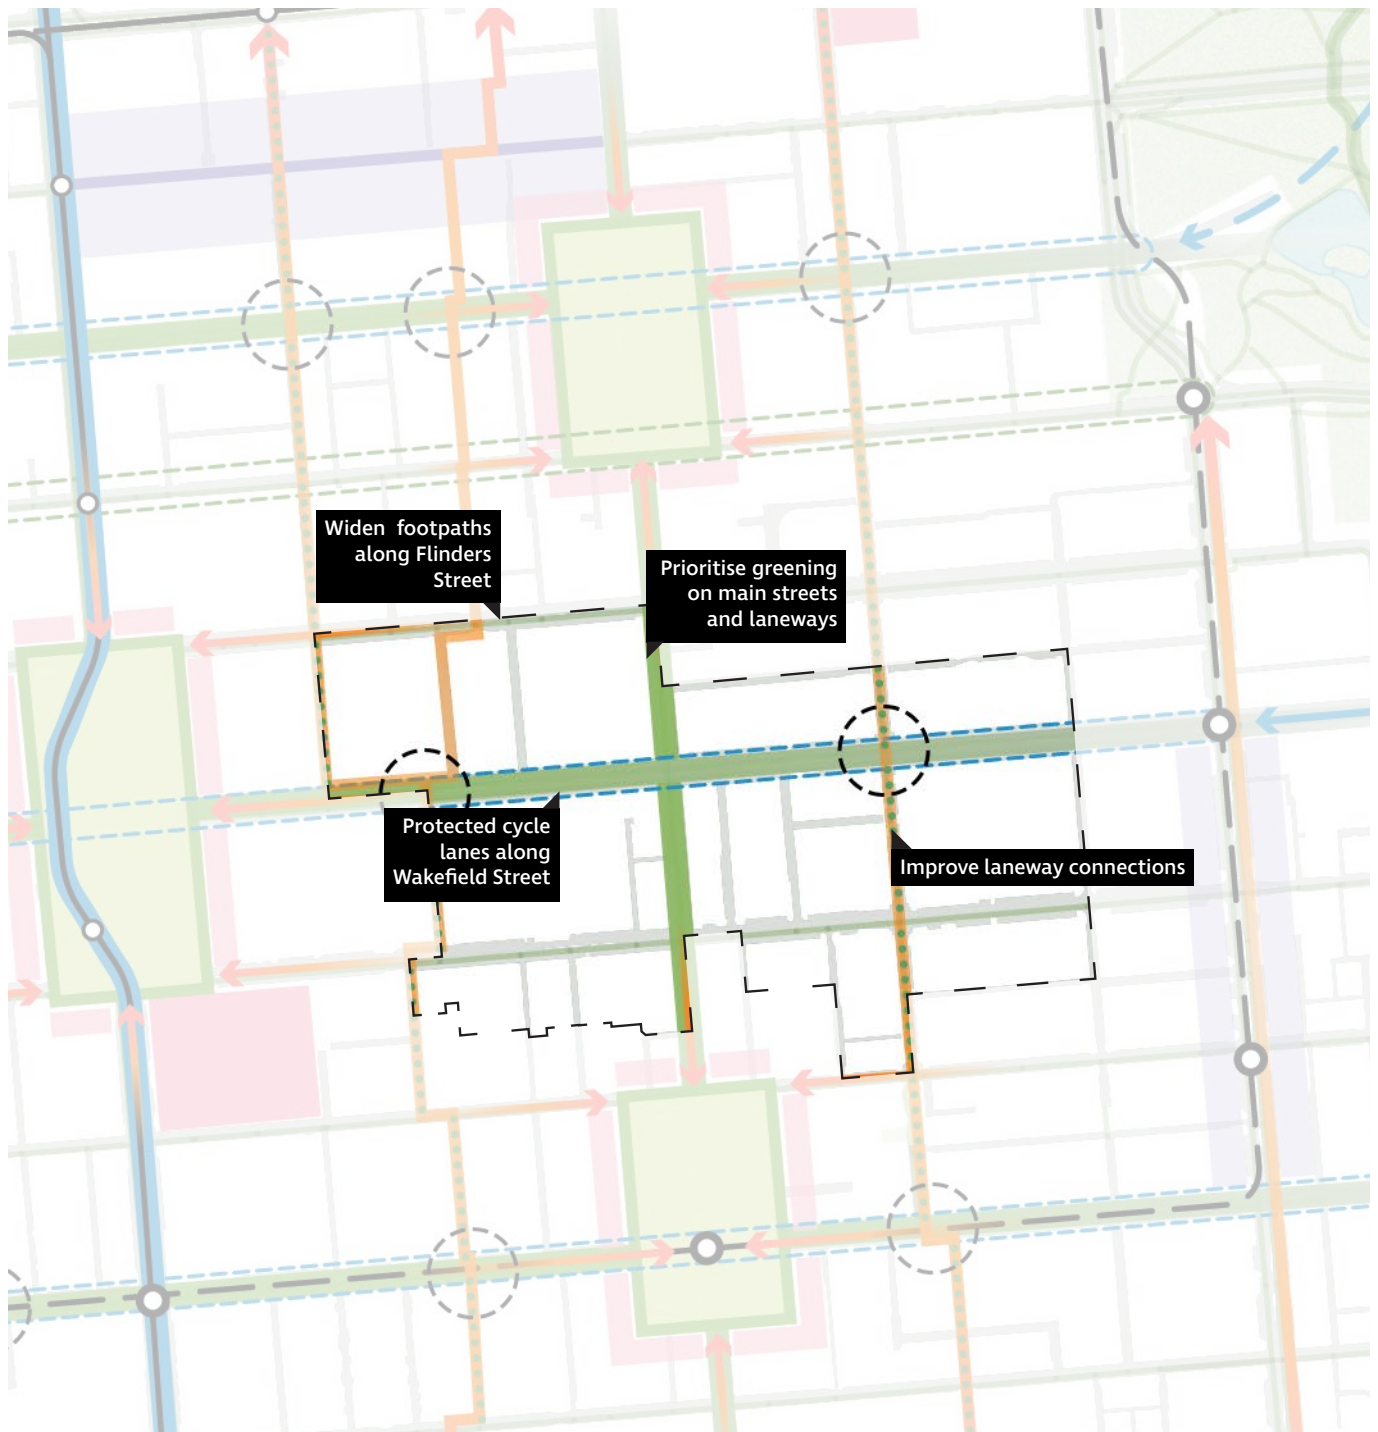 Widen footpaths
along Flinders
Street
Prioritise greening
on main streets
and laneways
Protected cycle
lanes along
Wakefield Street
Improve laneway connections